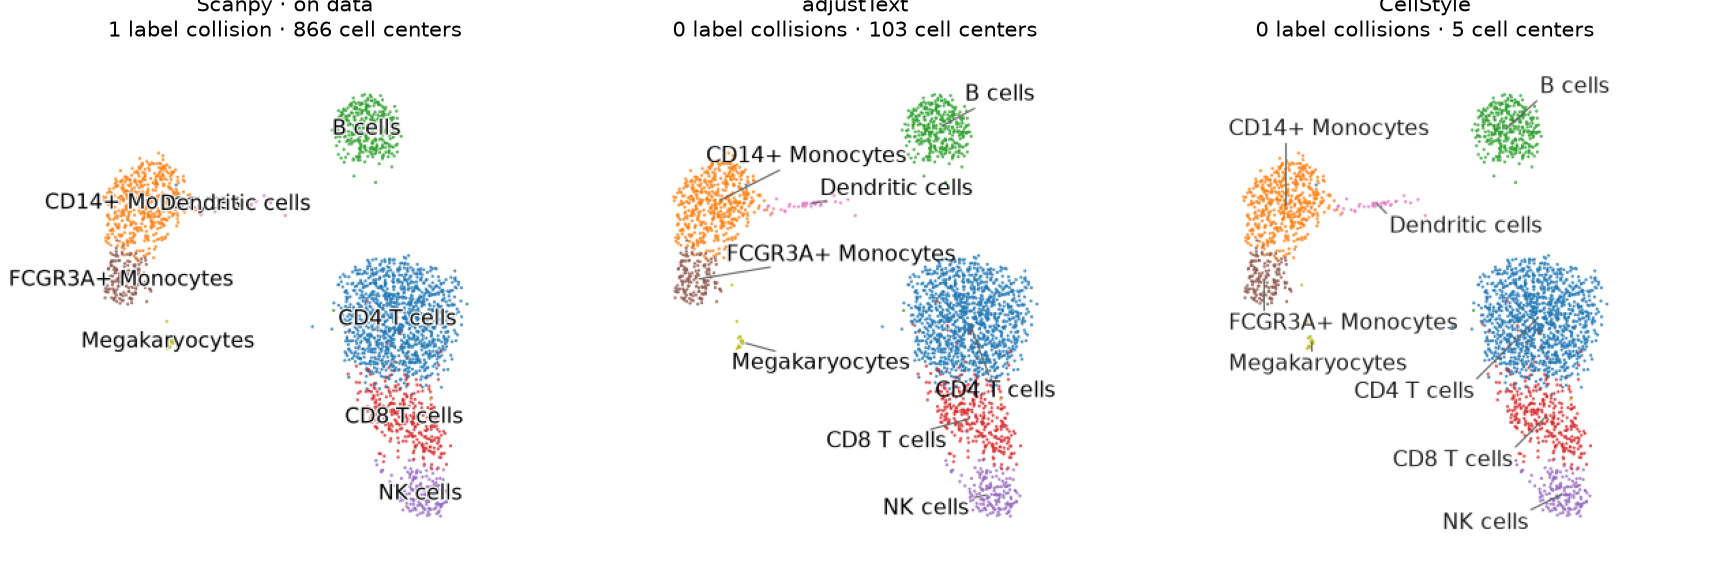 Scanpy · on data
1 label collision · 866 cell centers
B cells
CD14+ Mo
Dendritic cells
FCGR3A+ Monocytes
CD4 T cells
Megakaryocytes
CD8 T cells
NK cells
adjustText
0 label collisions · 103 cell centers
B cells
CD14+ Monocytes
Dendritic cells
FCGR3A+ Monocytes
Megakaryocytes
CD4 T cells
CD8 T cells
NK cells
CellStyle
0 label collisions · 5 cell centers
B cells
CD14+ Monocytes
Dendritic cells
FCGR3A+ Monocytes
Megakaryocytes
CD4 T cells
CD8 T cells
NK cells